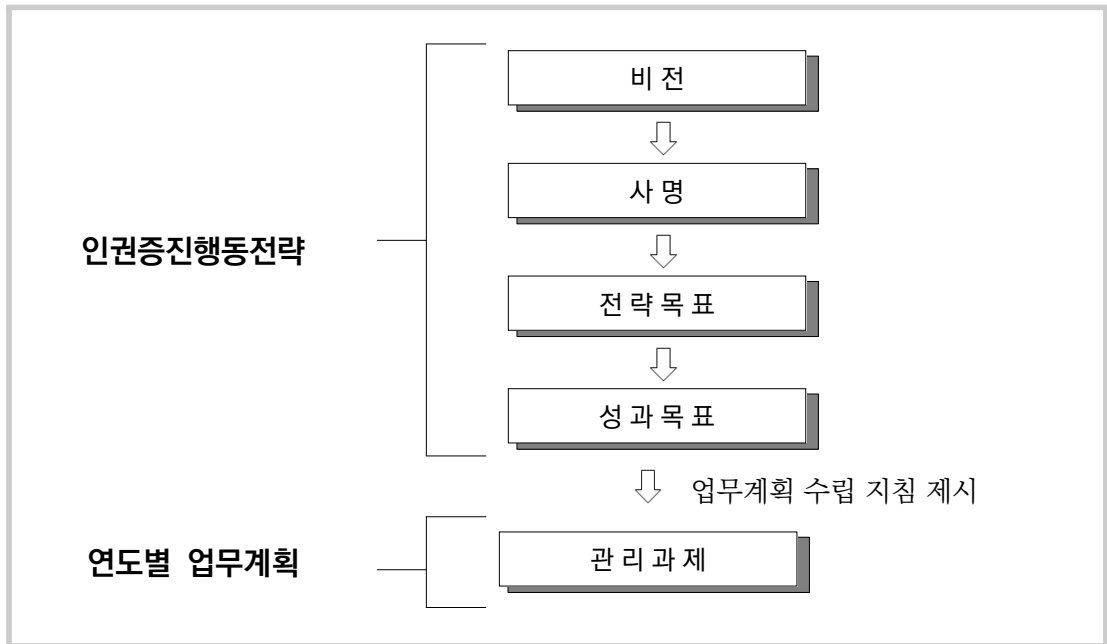 비 전
사 명
인권증진행동전략
전 략 목 표
성 과 목 표
업무계획 수립 지침 제시
연도별 업무계획
관 리 과 제